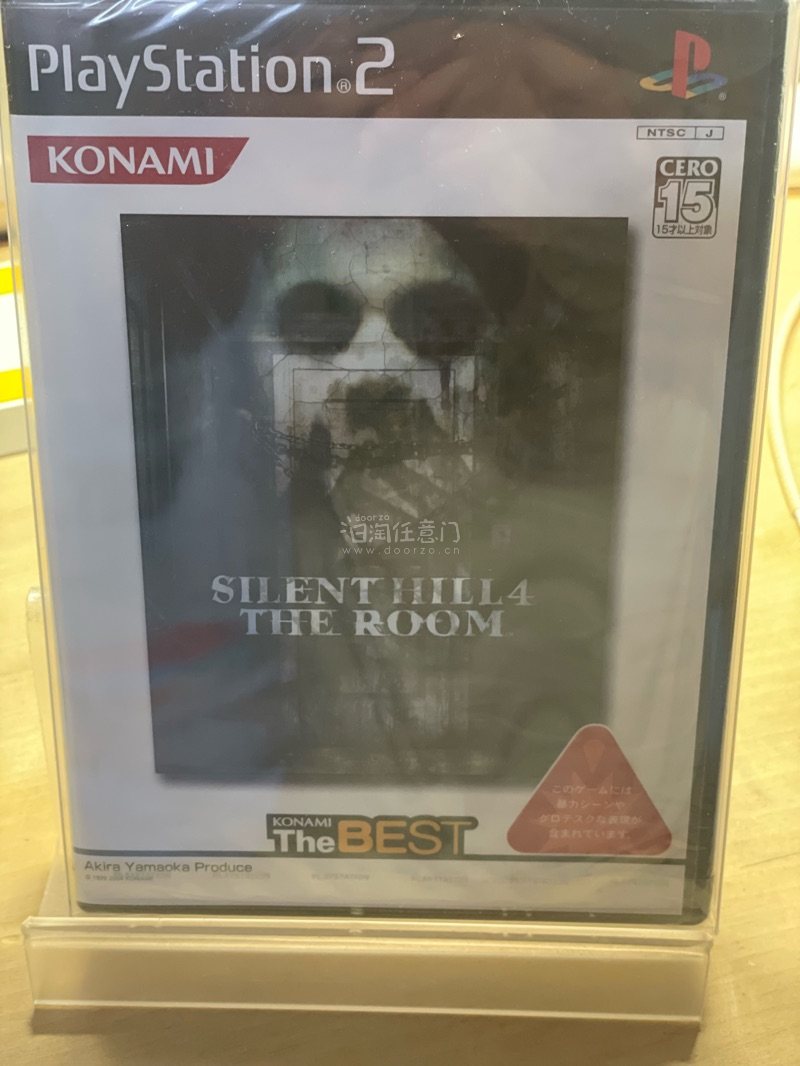 PlayStation®2
®
NTSC J
KONAMI
CERO
15
15才以上対象
doorzo
汩淘任意门
www.doorzo.cn
SILENT HILL 4
THE ROOM
このゲームには
暴力シーンや
グロテスクな表現が
含まれています。
KONAMI
The BEST
Akira Yamaoka Produce